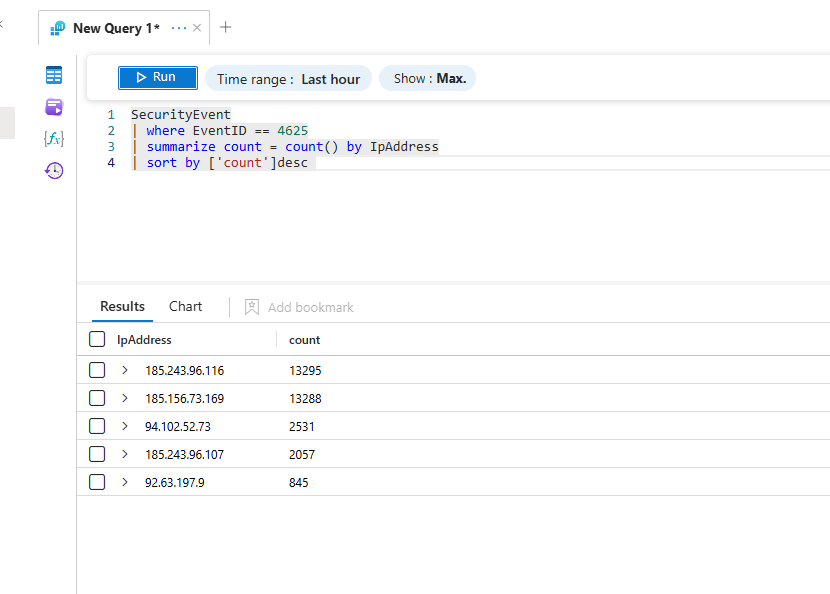 New Query 1* ··· ×
Run Time range : Last hour Show : Max.
1 SecurityEvent
2 | where EventID == 4625
3 | summarize count = count() by IpAddress
4 | sort by ['count']desc
Results Chart Add bookmark
IpAddress count
185.243.96.116 13295
185.156.73.169 13288
94.102.52.73 2531
185.243.96.107 2057
92.63.197.9 845